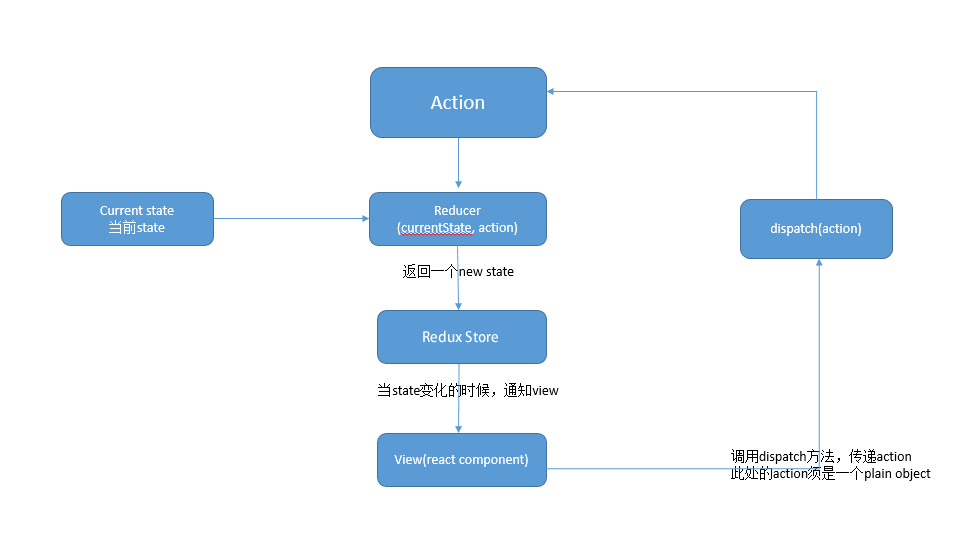 Action
Current state
当前state
Reducer
(currentState, action)
dispatch(action)
返回一个new state
Redux Store
当state变化的时候，通知view
View(react component)
调用dispatch方法，传递action
此处的action须是一个plain object